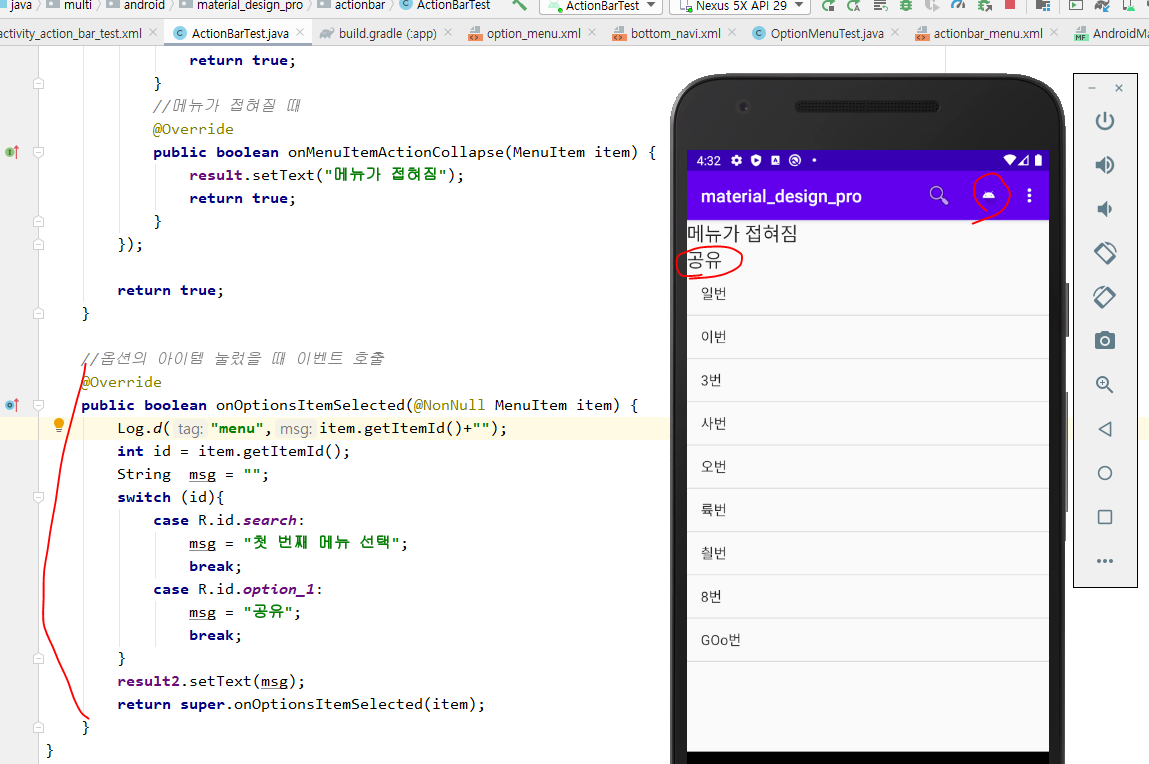 java multi android material_design_pro actionbar ActionBarTest ActionBarTest Nexus 5X API 29
activity_action_bar_test.xml ActionBarTest.java build.gradle (:app) option_menu.xml bottom_navi.xml OptionMenuTest.java actionbar_menu.xml AndroidMa
return true;
}
//메뉴가 접혀질 때
@Override
public boolean onMenuItemActionCollapse(MenuItem item) {
result.setText("메뉴가 접혀짐");
return true;
}
});
return true;
}
//옵션의 아이템 눌렀을 때 이벤트 호출
@Override
public boolean onOptionsItemSelected(@NonNull MenuItem item) {
Log.d( tag: "menu", msg: item.getItemId()+"");
int id = item.getItemId();
String msg = "";
switch (id){
case R.id.search:
msg = "첫 번째 메뉴 선택";
break;
case R.id.option_1:
msg = "공유";
break;
}
result2.setText(msg);
return super.onOptionsItemSelected(item);
}
}
4:32
material_design_pro
메뉴가 접혀짐
공유
일번
이번
3번
사번
오번
륙번
칠번
8번
GOo번